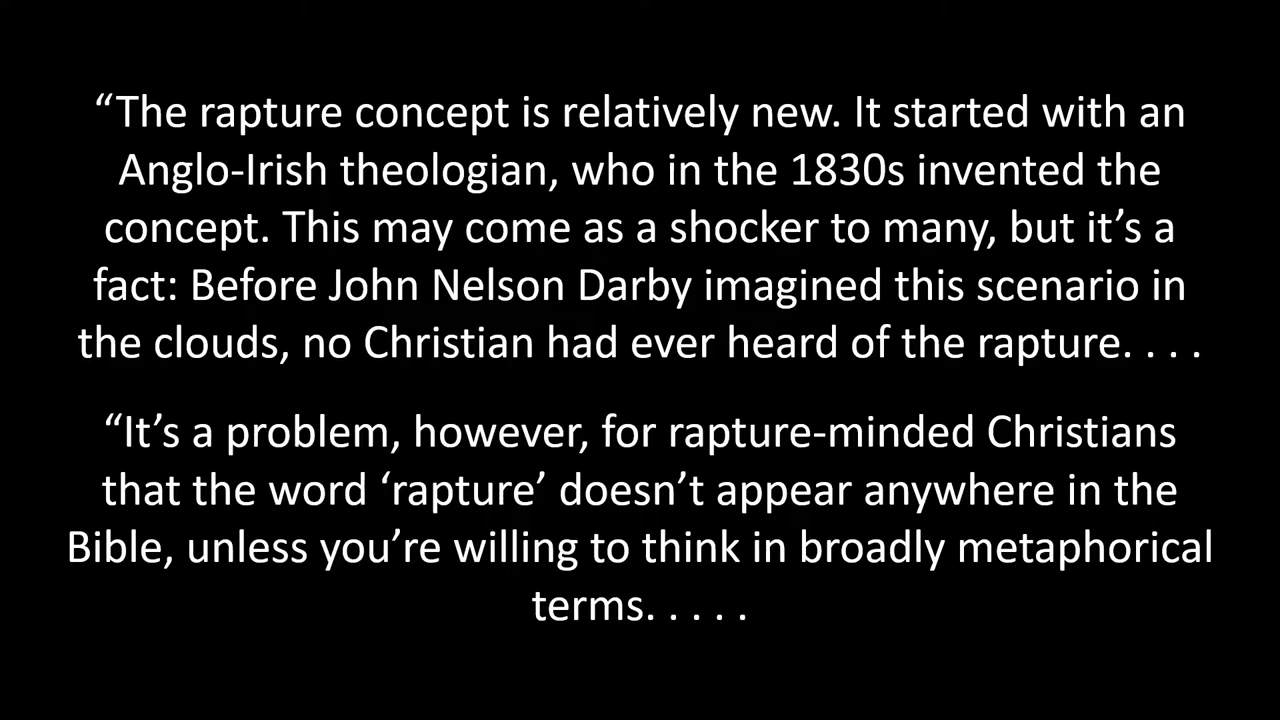 “The rapture concept is relatively new. It started with an
Anglo-Irish theologian, who in the 1830s invented the
concept. This may come as a shocker to many, but it’s a
fact: Before John Nelson Darby imagined this scenario in
the clouds, no Christian had ever heard of the rapture. . . .
“It’s a problem, however, for rapture-minded Christians
that the word ‘rapture’ doesn’t appear anywhere in the
Bible, unless you’re willing to think in broadly metaphorical
terms. . . . .